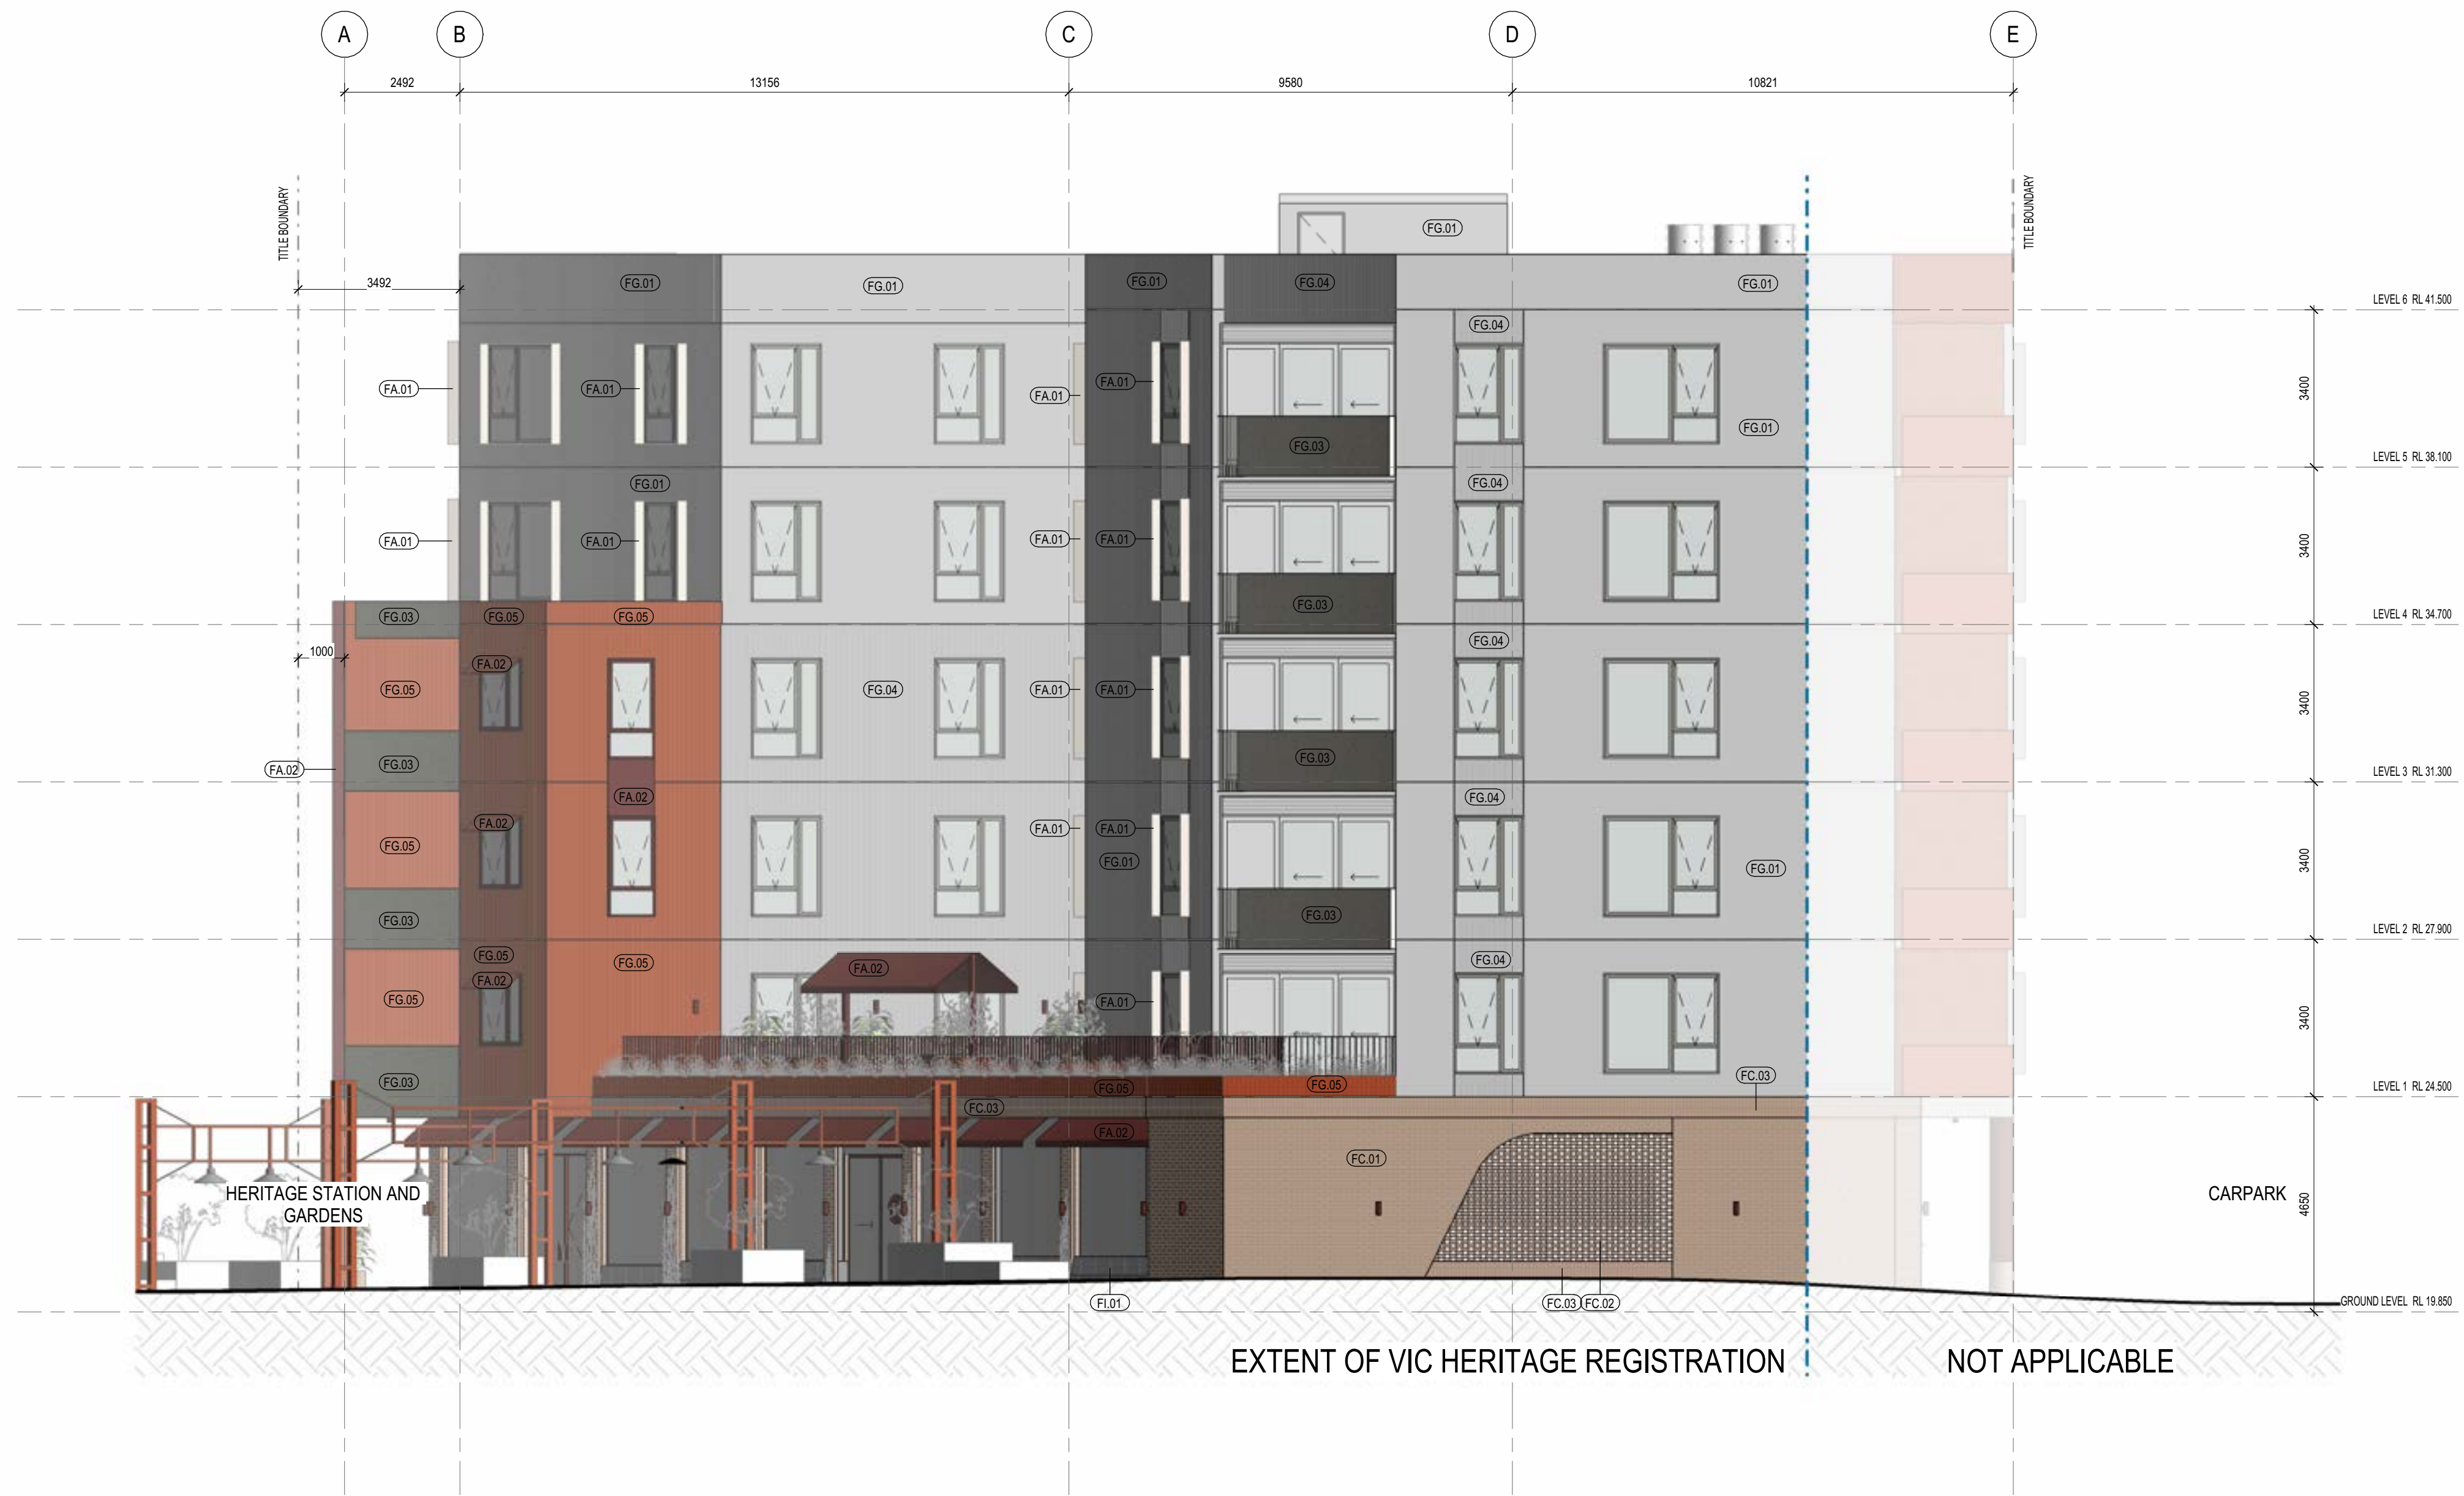 A B C D E
2492 13156 9580 10821
TITLE BOUNDARY
TITLE BOUNDARY
FG.01
FG.01 FG.01 FG.01 FG.04 FG.01
3492
LEVEL 6 RL 41.500
FG.04
FA.01 FA.01 FA.01 FA.01
3400
FG.01
FG.03
LEVEL 5 RL 38.100
FG.01 FG.04
FA.01 FA.01 FA.01 FA.01
3400
FG.03
LEVEL 4 RL 34.700
FG.03 FG.05 FG.05
FG.04
1000
FA.02
FG.05 FG.04 FA.01 FA.01
3400
FG.03
FG.03
FA.02
LEVEL 3 RL 31.300
FA.02 FG.04
FA.02 FA.01 FA.01
FG.05 FG.01 FG.01
3400
FG.03 FG.03
LEVEL 2 RL 27.900
FG.05 FG.05 FA.02 FG.04
FA.02
FG.05 FA.01
3400
FG.03 FG.05 FG.05
FC.03
LEVEL 1 RL 24.500
FC.03
FA.02
FC.01
HERITAGE STATION AND
GARDENS
CARPARK
4650
FI.01 FC.03 FC.02
GROUND LEVEL RL 19.850
EXTENT OF VIC HERITAGE REGISTRATION
NOT APPLICABLE